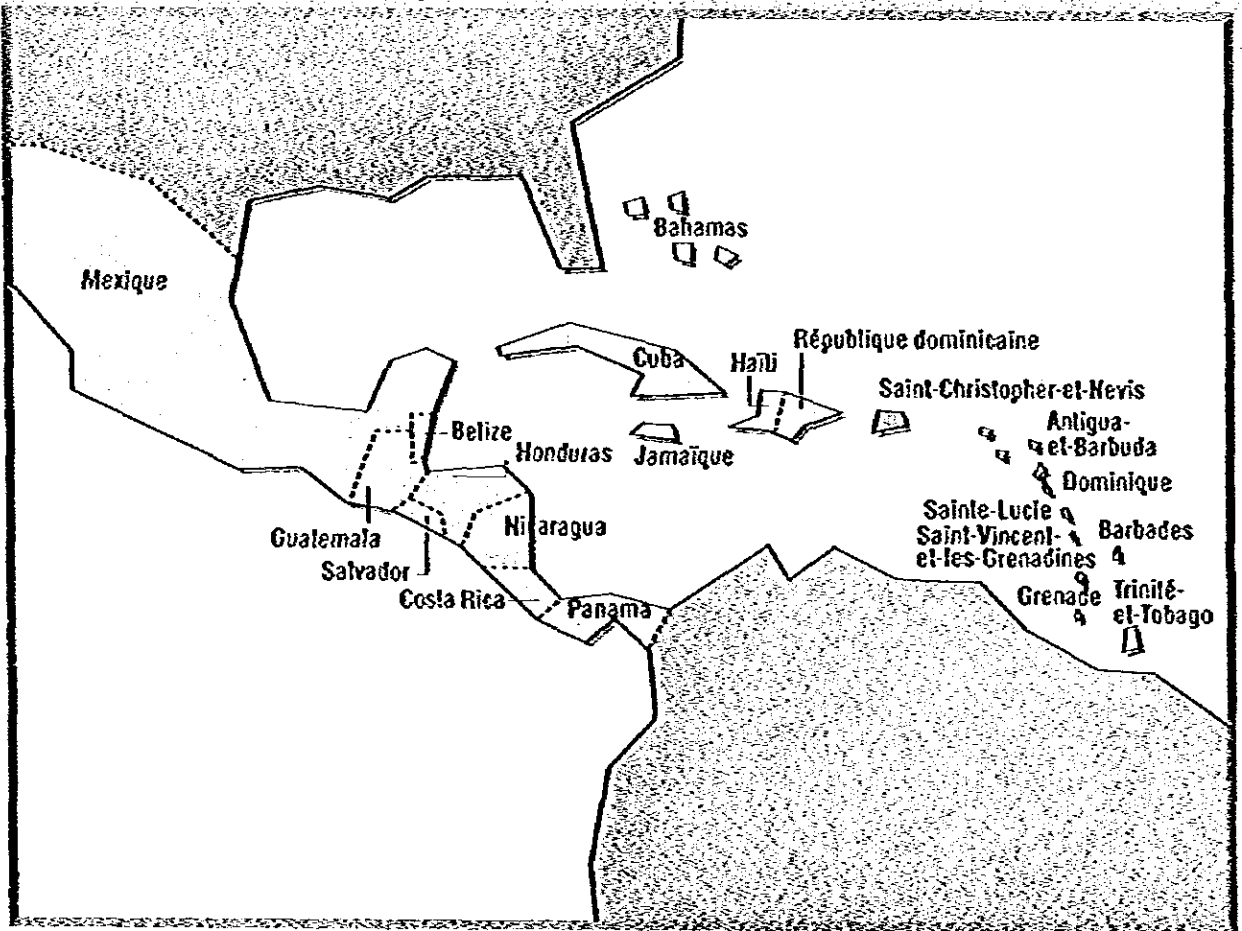 Bahamas
Mexique
République dominicaine
Cuba
Haïti
Saint-Christopher-et-Nevis
Antigua-
et-Barbuda
Belize
Honduras
Jamaïque
Dominique
Sainte-Lucie
Nicaragua
Guatemala
Saint-Vincent-
et-les-Grenadines
Barbades
Salvador
Costa Rica
Panama
Grenade
Trinité-
et-Tobago